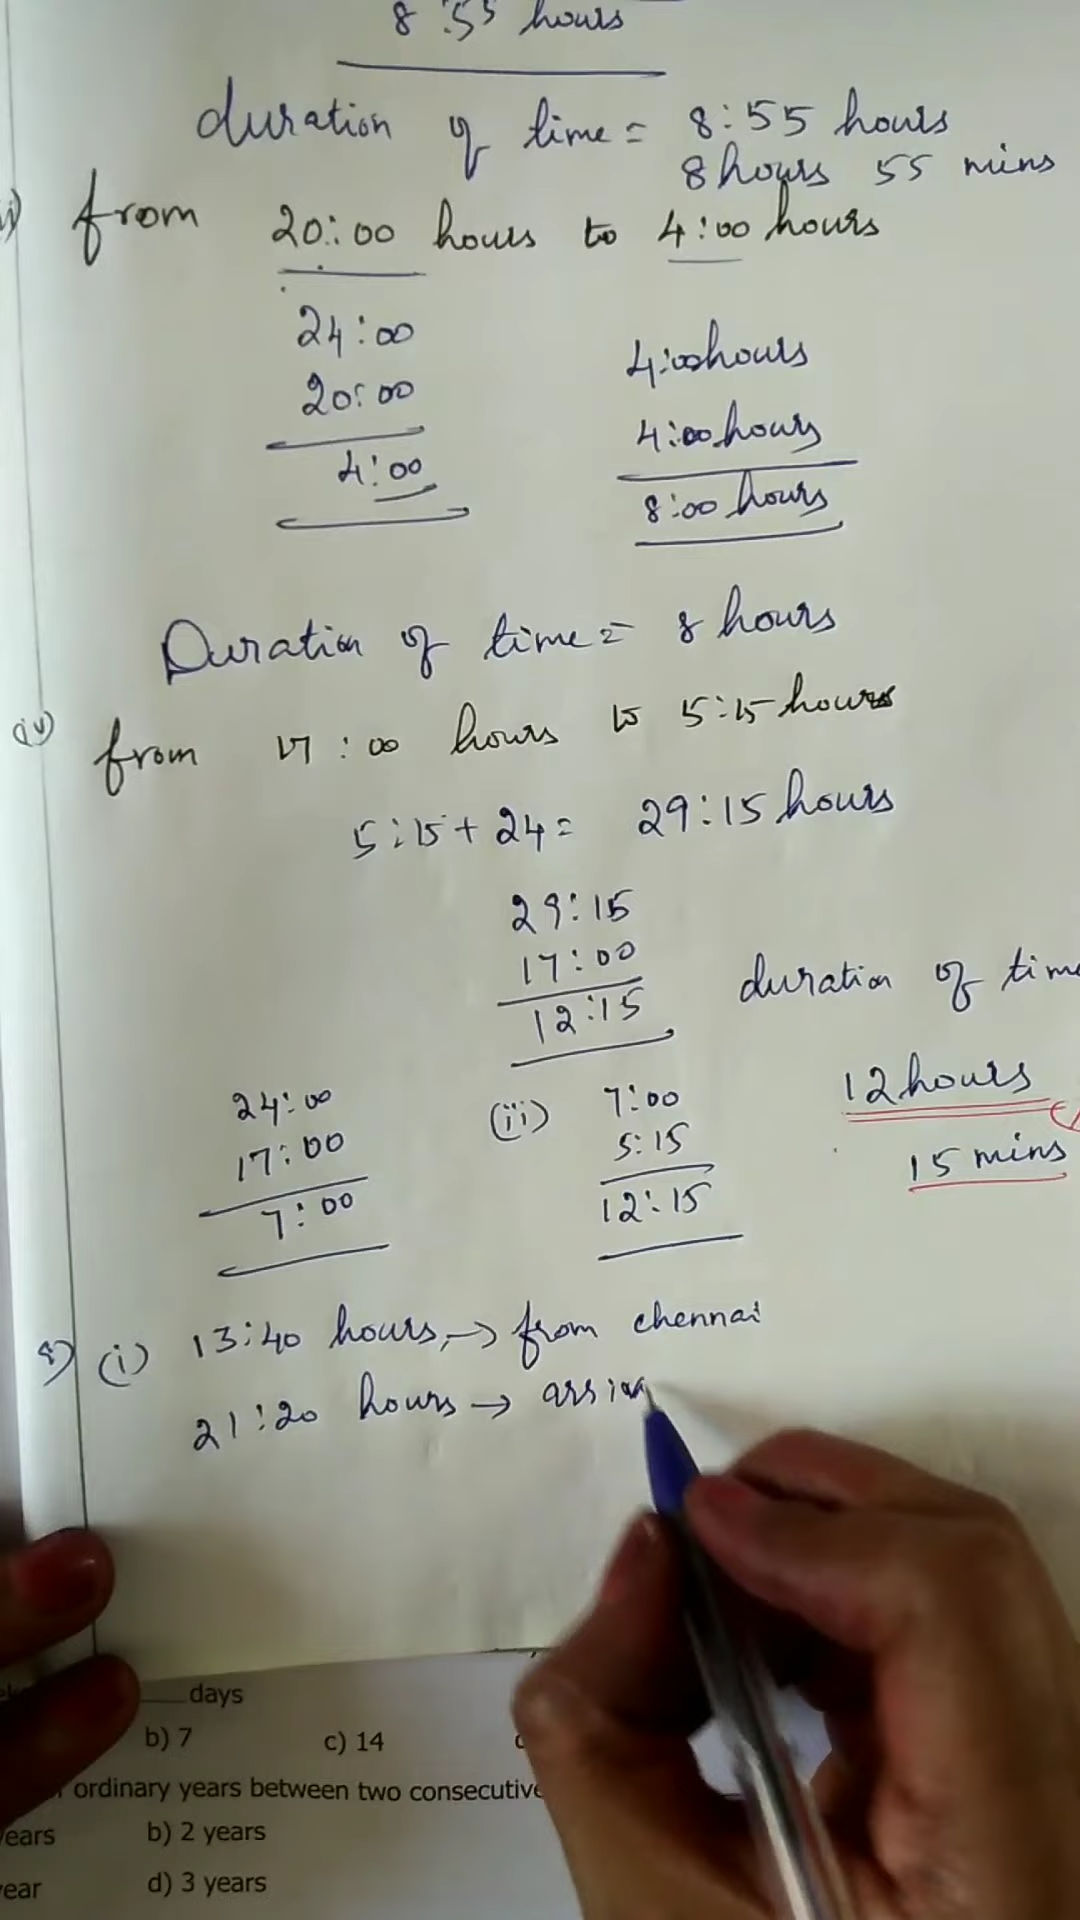 8:55 hours
duration of time = 8:55 hours
8 hours 55 mins
from 20:00 hours to 4:00 hours
24:00
20:00
4:00
4:00 hours
4:00 hours
8:00 hours
Duration of time = 8 hours
(iv) from 17:00 hours to 5:15 hours
5:15 + 24 = 29:15 hours
29:15
17:00
12:15
duration of time
12 hours
15 mins
24:00
17:00
7:00
(ii) 7:00
5:15
12:15
8) (i) 13:40 hours, → from chennai
21:20 hours → arriv
days
b) 7 c) 14
ordinary years between two consecutive
years b) 2 years
year d) 3 years